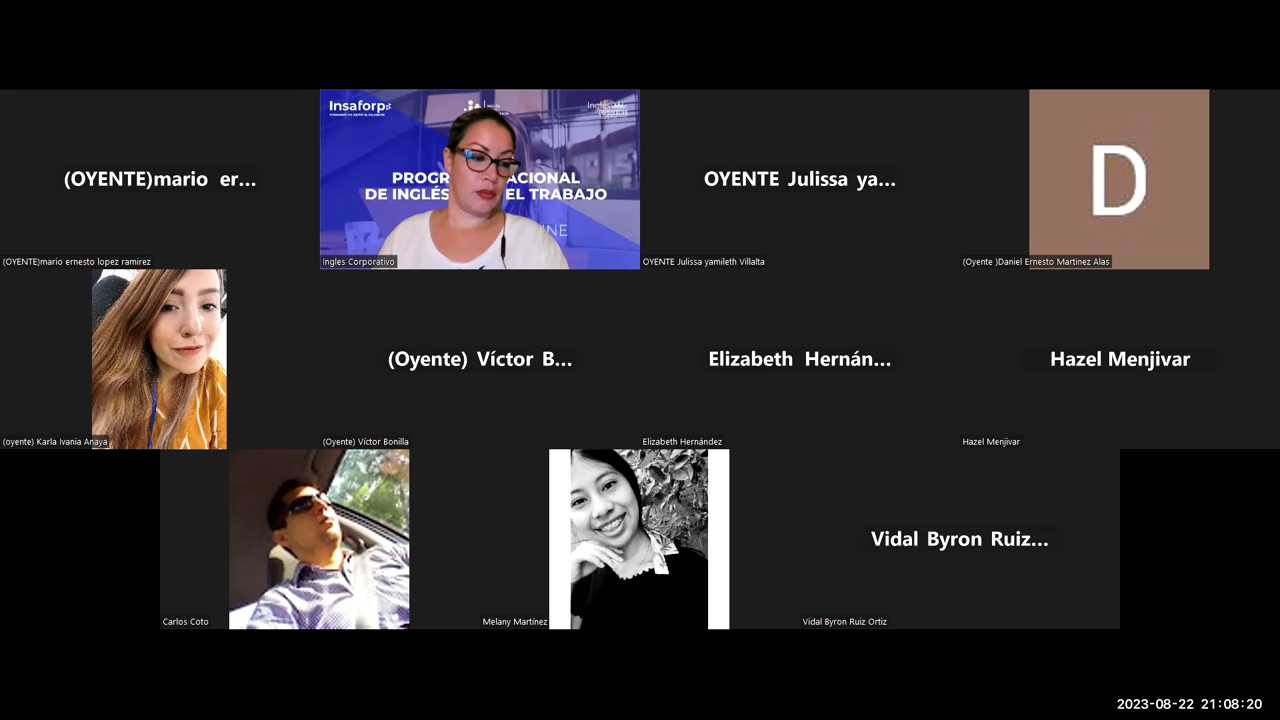 (OYENTE)mario er...
Insaforp
PROGR ACIONAL
DE INGLÉS EL TRABAJO
INE
Ingles Corporativo
OYENTE Julissa ya...
D
(OYENTE)mario ernesto lopez ramirez
OYENTE Julissa yamileth Villalta
(Oyente )Daniel Ernesto Martinez Alas
(Oyente) Víctor B...
Elizabeth Hernán...
Hazel Menjivar
(oyente) Karla Ivania Anaya
(Oyente) Víctor Bonilla
Elizabeth Hernández
Hazel Menjivar
Vidal Byron Ruiz...
Carlos Coto
Melany Martínez
Vidal Byron Ruiz Ortiz
2023-08-22 21:08:20